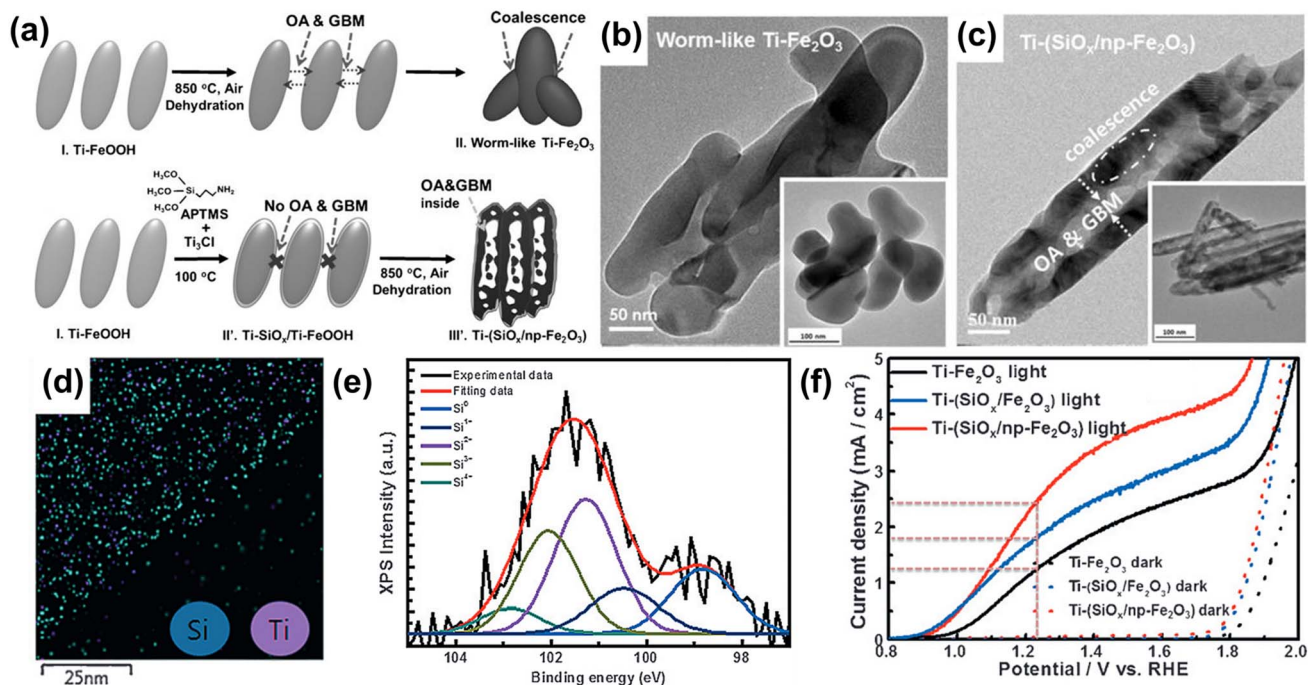 (a)
OA & GBM
Coalescence
850 °C, Air
Dehydration
I. Ti-FeOOH
II. Worm-like Ti-Fe₂O₃
H₃CO
OCH₃
H₃CO
Si
NH₂
APTMS
+
Ti₃Cl
100 °C
No OA & GBM
OA&GBM
inside
850 °C, Air
Dehydration
I. Ti-FeOOH
II'. Ti-SiOₓ/Ti-FeOOH
III'. Ti-(SiOₓ/np-Fe₂O₃)
(b)
Worm-like Ti-Fe₂O₃
50 nm
100 nm
(c)
Ti-(SiOₓ/np-Fe₂O₃)
coalescence
OA & GBM
50 nm
100 nm
(d)
Si
Ti
25nm
(e)
Experimental data
Fitting data
Si⁰
Si¹⁻
Si²⁻
Si³⁻
Si⁴⁻
XPS Intensity (a.u.)
104
102
100
98
Binding energy (eV)
(f)
Ti-Fe₂O₃ light
Ti-(SiOₓ/Fe₂O₃) light
Ti-(SiOₓ/np-Fe₂O₃) light
Ti-Fe₂O₃ dark
Ti-(SiOₓ/Fe₂O₃) dark
Ti-(SiOₓ/np-Fe₂O₃) dark
Current density (mA / cm²)
5
4
3
2
1
0
0.8
1.0
1.2
1.4
1.6
1.8
2.0
Potential / V vs. RHE